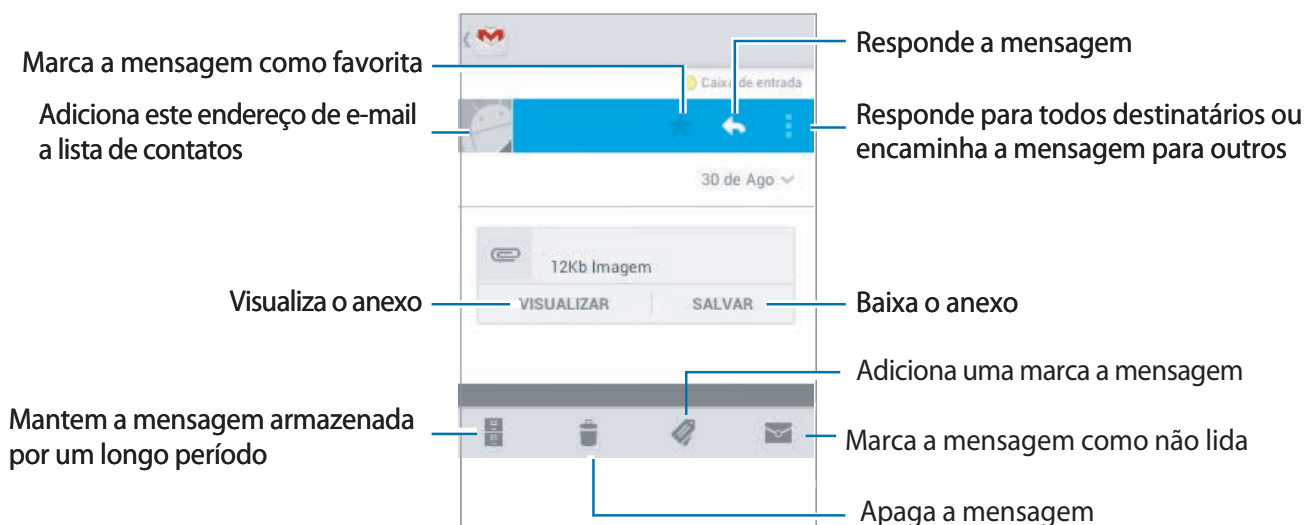 Marca a mensagem como favorita
Adiciona este endereço de e-mail
a lista de contatos
Visualiza o anexo
Mantem a mensagem armazenada
por um longo período
Caixa de entrada
30 de Ago
12Kb Imagem
VISUALIZAR
SALVAR
Responde a mensagem
Responde para todos destinatários ou
encaminha a mensagem para outros
Baixa o anexo
Adiciona uma marca a mensagem
Marca a mensagem como não lida
Apaga a mensagem